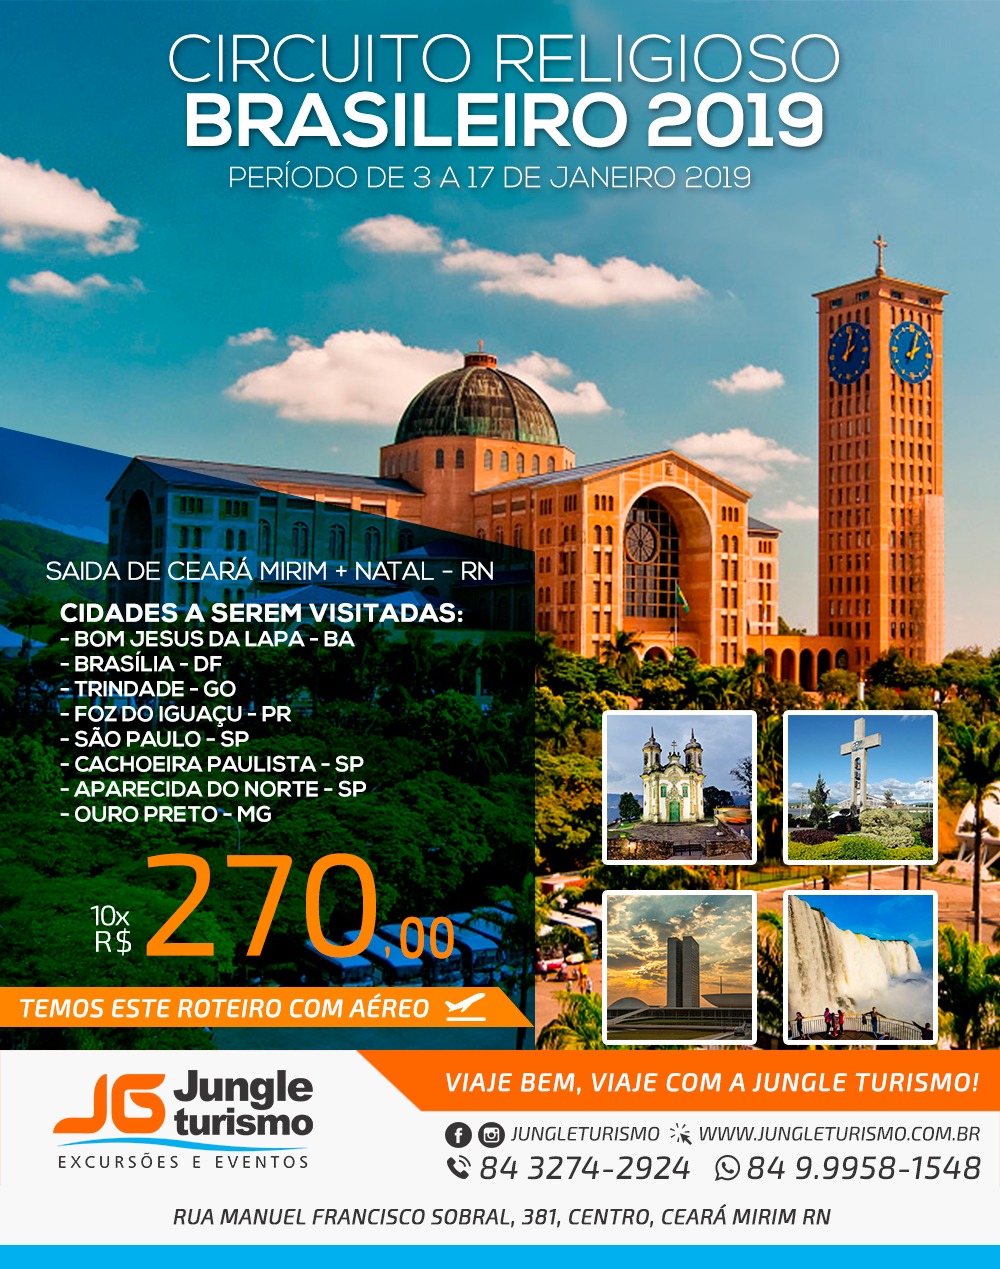 CIRCUITO RELIGIOSO
BRASILEIRO 2019
PERÍODO DE 3 A 17 DE JANEIRO 2019
SAIDA DE CEARÁ MIRIM + NATAL - RN
CIDADES A SEREM VISITADAS:
- BOM JESUS DA LAPA - BA
- BRASÍLIA - DF
- TRINDADE - GO
- FOZ DO IGUAÇU - PR
- SÃO PAULO - SP
- CACHOEIRA PAULISTA - SP
- APARECIDA DO NORTE - SP
- OURO PRETO - MG
10x
R$ 270,00
TEMOS ESTE ROTEIRO COM AÉREO
JG Jungle
turismo
EXCURSÕES E EVENTOS
VIAJE BEM, VIAJE COM A JUNGLE TURISMO!
JUNGLETURISMO WWW.JUNGLETURISMO.COM.BR
84 3274-2924 84 9.9958-1548
RUA MANUEL FRANCISCO SOBRAL, 381, CENTRO, CEARÁ MIRIM RN